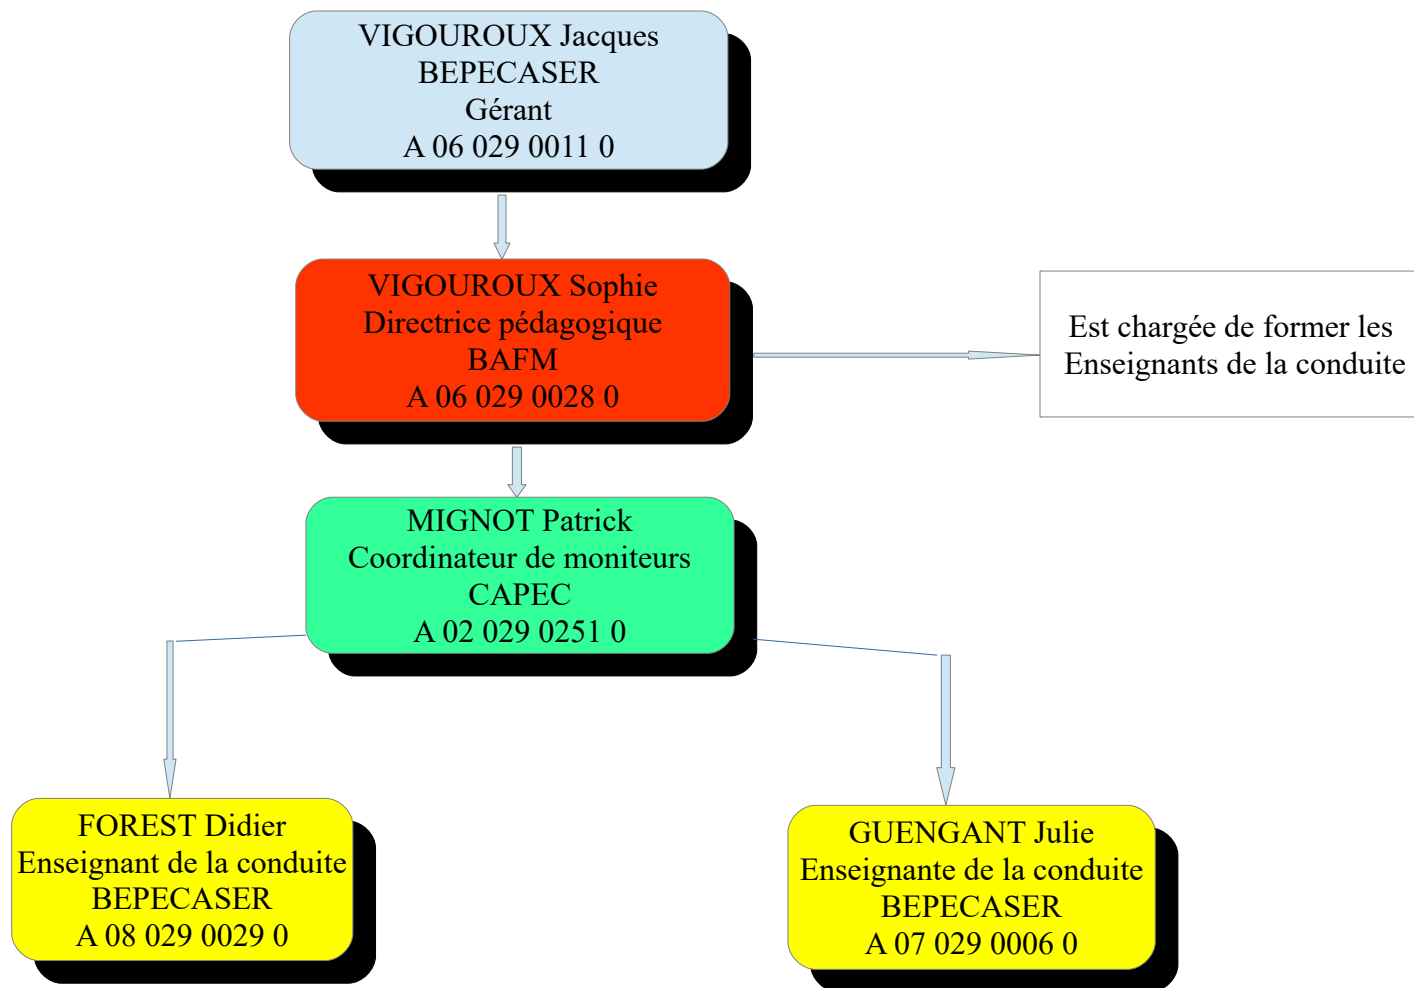 VIGOUROUX Jacques
BEPECASER
Gérant
A 06 029 0011 0
VIGOUROUX Sophie
Directrice pédagogique
BAFM
A 06 029 0028 0
Est chargée de former les
Enseignants de la conduite
MIGNOT Patrick
Coordinateur de moniteurs
CAPEC
A 02 029 0251 0
FOREST Didier
Enseignant de la conduite
BEPECASER
A 08 029 0029 0
GUENGANT Julie
Enseignante de la conduite
BEPECASER
A 07 029 0006 0